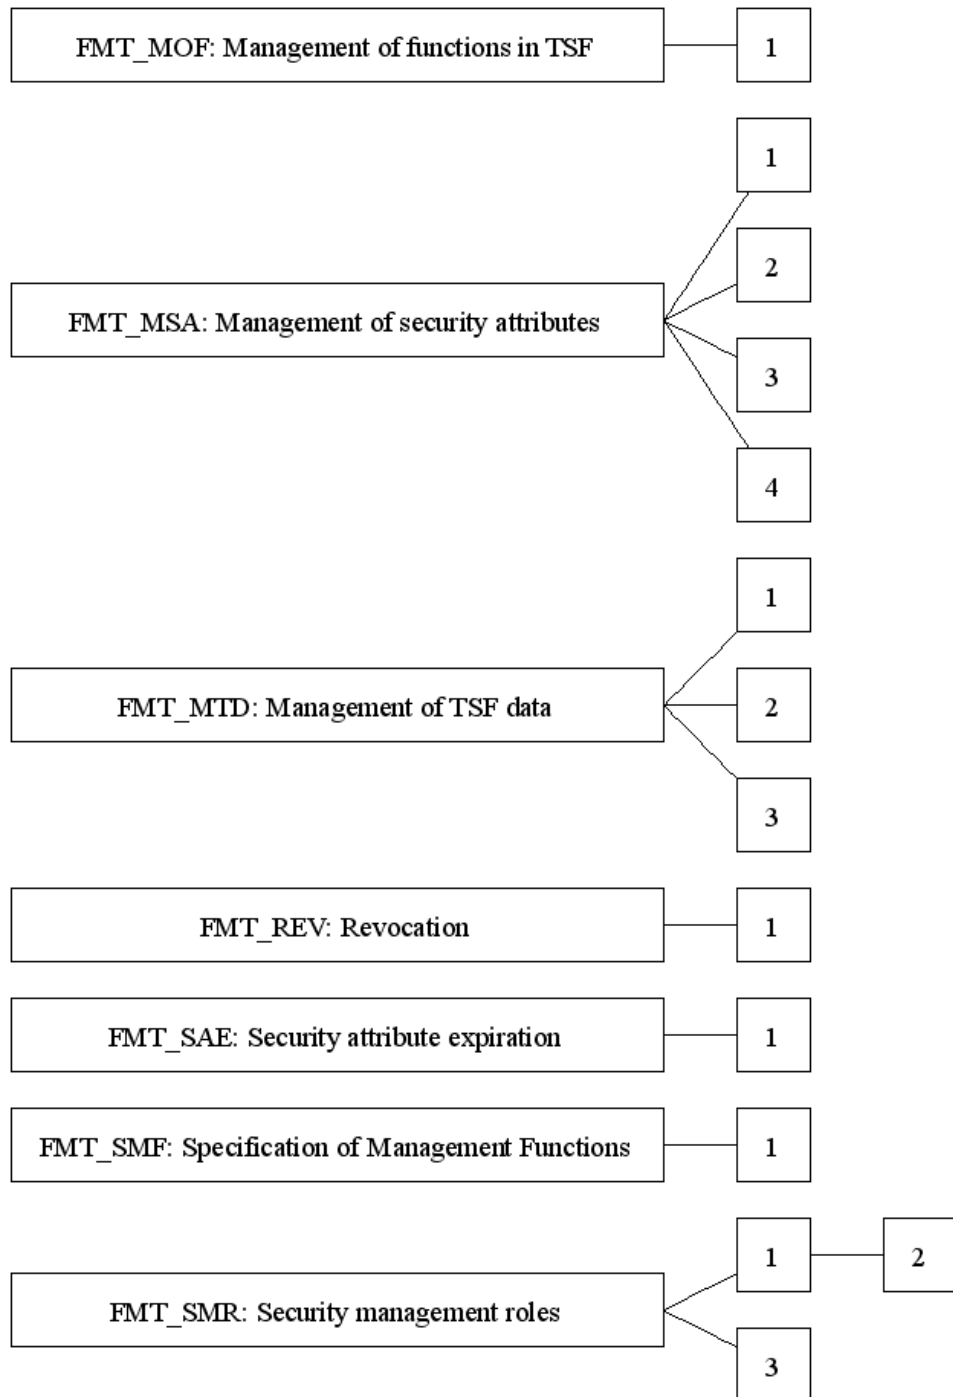 FMT_MOF: Management of functions in TSF 1
1
2
FMT_MSA: Management of security attributes
3
4
1
FMT_MTD: Management of TSF data 2
3
FMT_REV: Revocation 1
FMT_SAE: Security attribute expiration 1
FMT_SMF: Specification of Management Functions 1
1 2
FMT_SMR: Security management roles
3